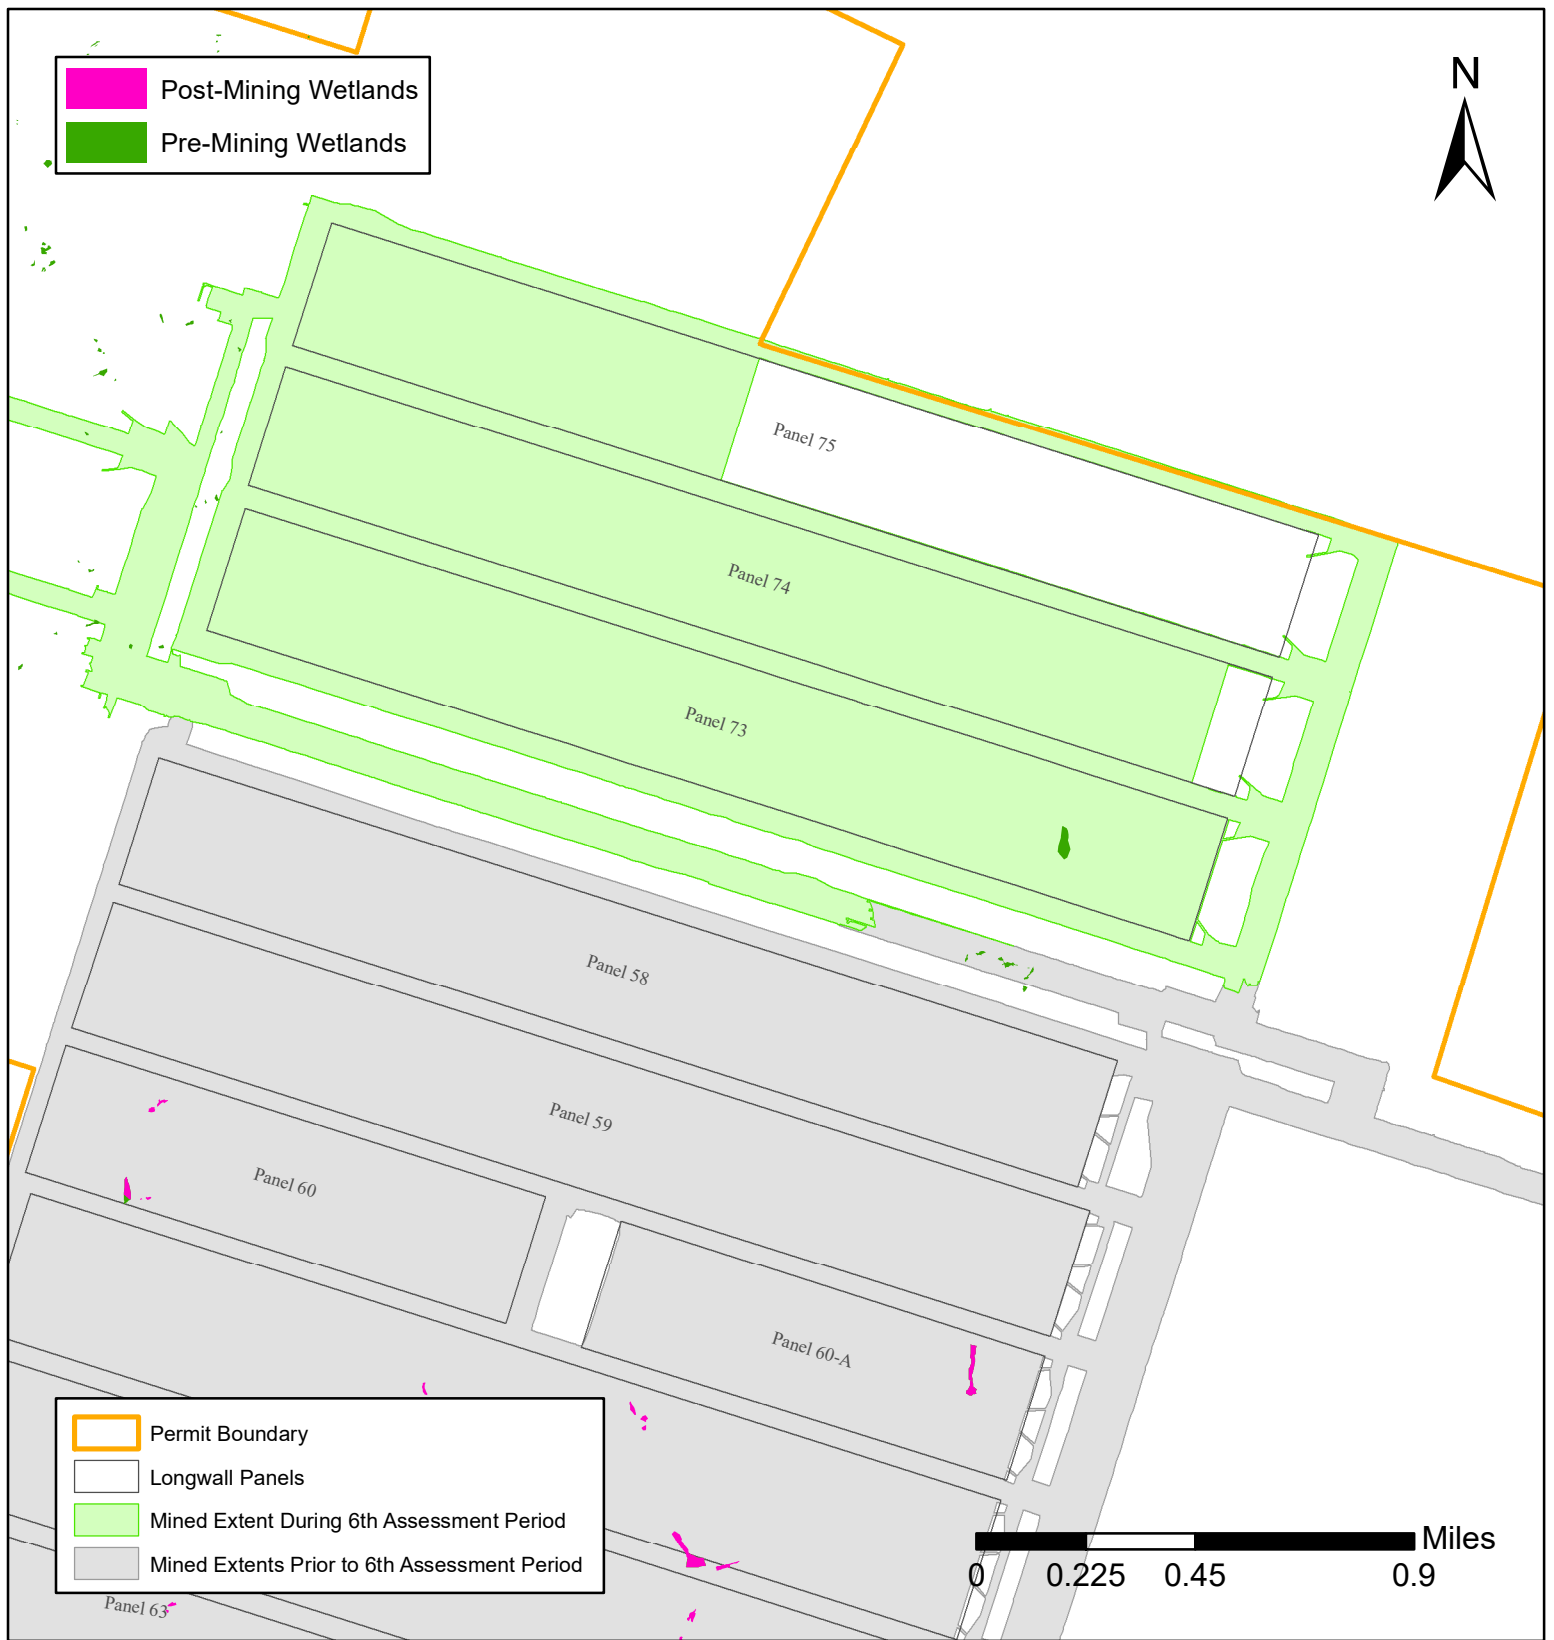 Post-Mining Wetlands
Pre-Mining Wetlands
N
Panel 75
Panel 74
Panel 73
Panel 58
Panel 59
Panel 60
Panel 60-A
Permit Boundary
Longwall Panels
Mined Extent During 6th Assessment Period
Mined Extents Prior to 6th Assessment Period
Miles
0 0.225 0.45 0.9
Panel 63